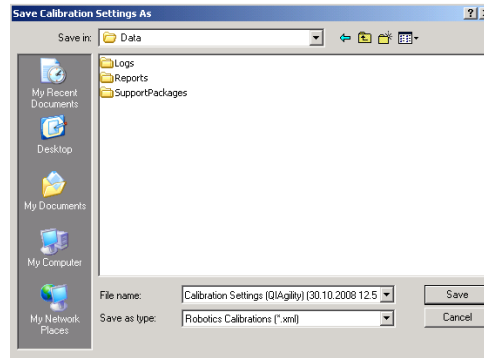 Save Calibration Settings As
Save in:
Data
Logs
Reports
SupportPackages
My Recent
Documents
Desktop
My Documents
My Computer
My Network
Places
File name:
Calibration Settings (QIAgility) (30.10.2008 12.5
Save
Save as type:
Robotics Calibrations (*.xml)
Cancel